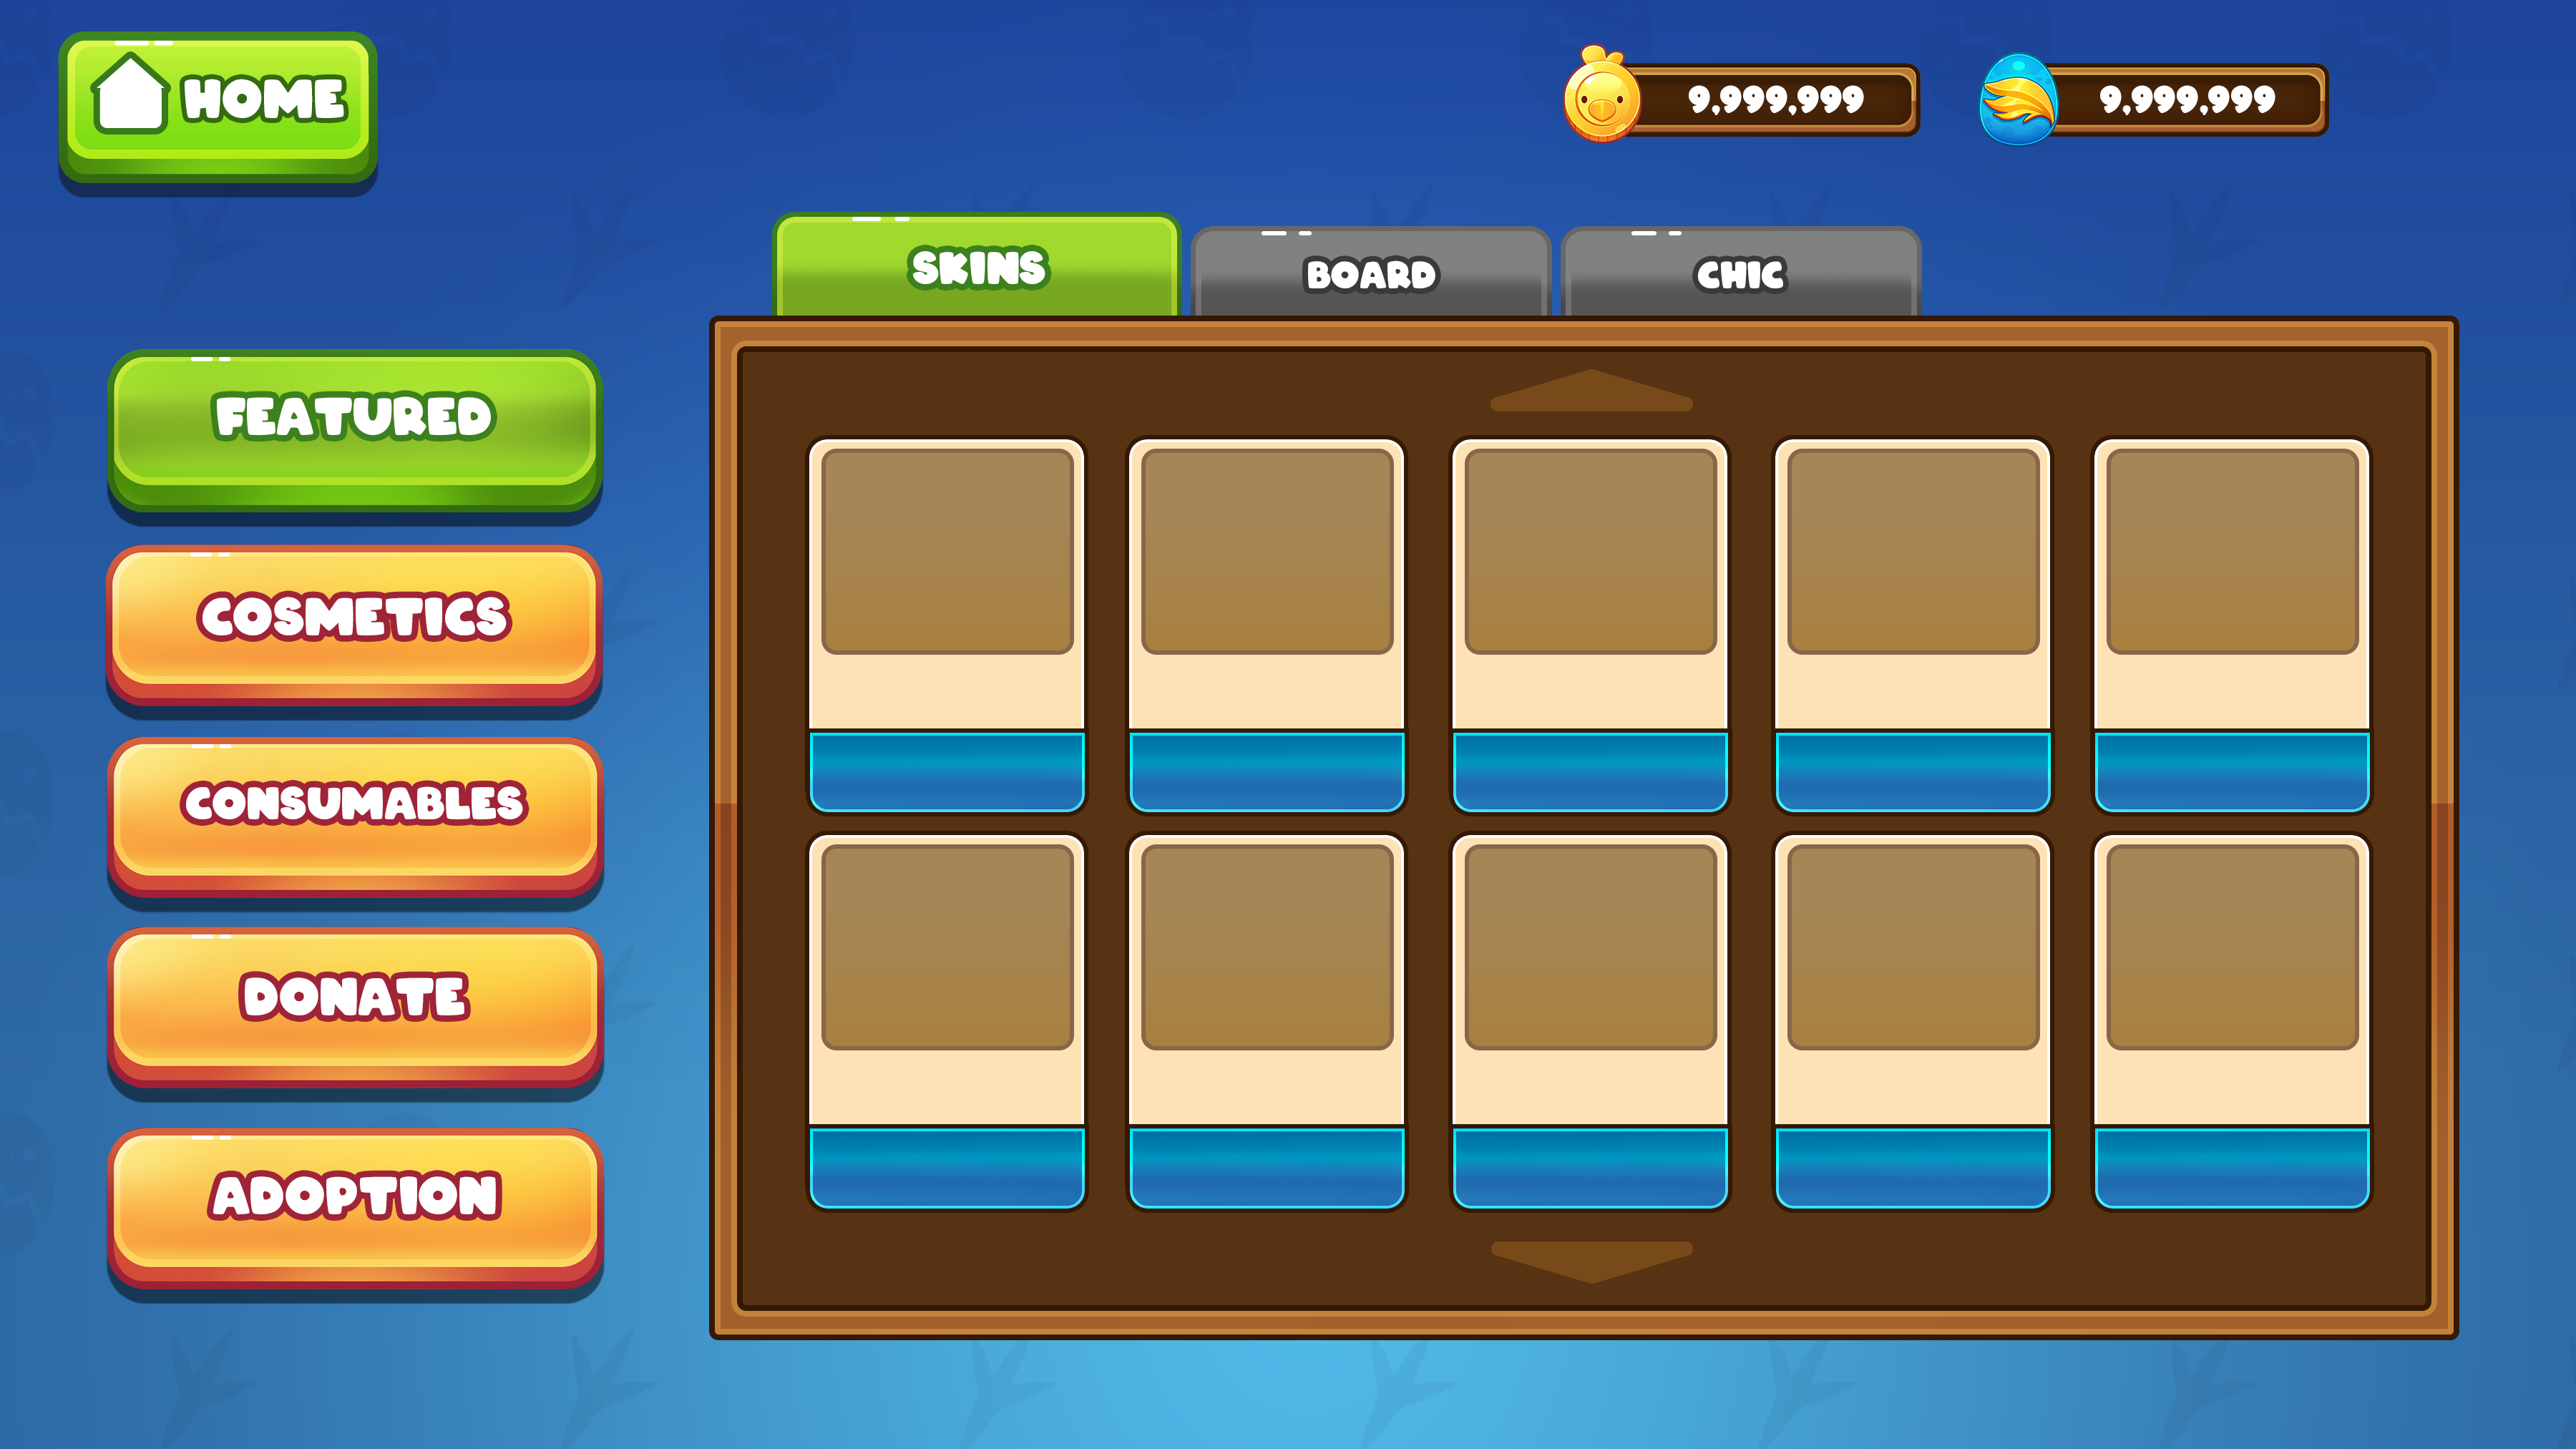 HOME
9,999,999
9,999,999
SKINS
BOARD
CHIC
FEATURED
COSMETICS
CONSUMABLES
DONATE
ADOPTION